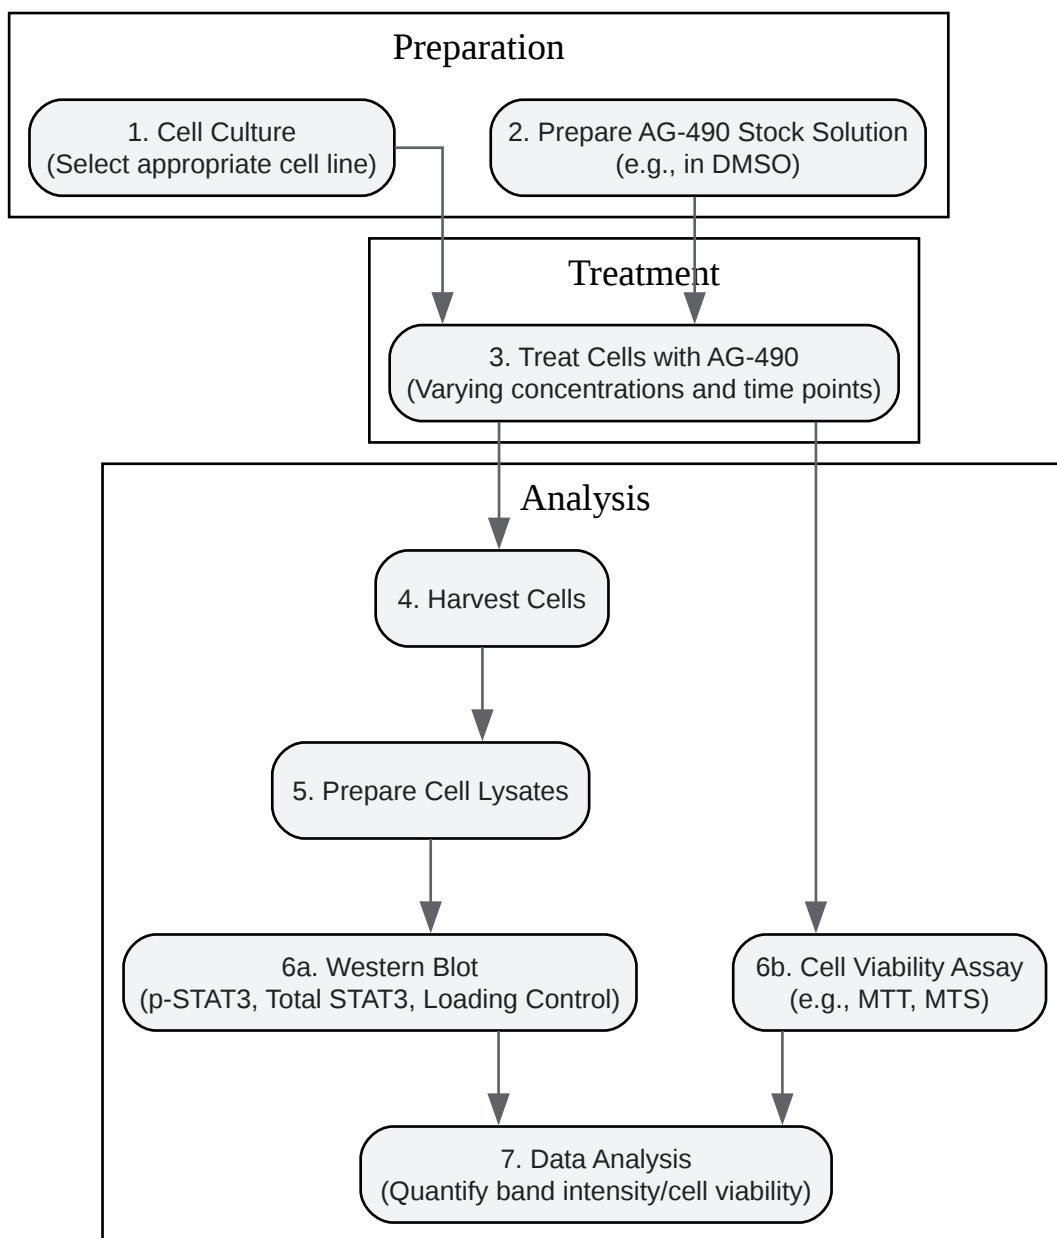 Preparation
1. Cell Culture
(Select appropriate cell line)
2. Prepare AG-490 Stock Solution
(e.g., in DMSO)
Treatment
3. Treat Cells with AG-490
(Varying concentrations and time points)
Analysis
4. Harvest Cells
5. Prepare Cell Lysates
6a. Western Blot
(p-STAT3, Total STAT3, Loading Control)
6b. Cell Viability Assay
(e.g., MTT, MTS)
7. Data Analysis
(Quantify band intensity/cell viability)